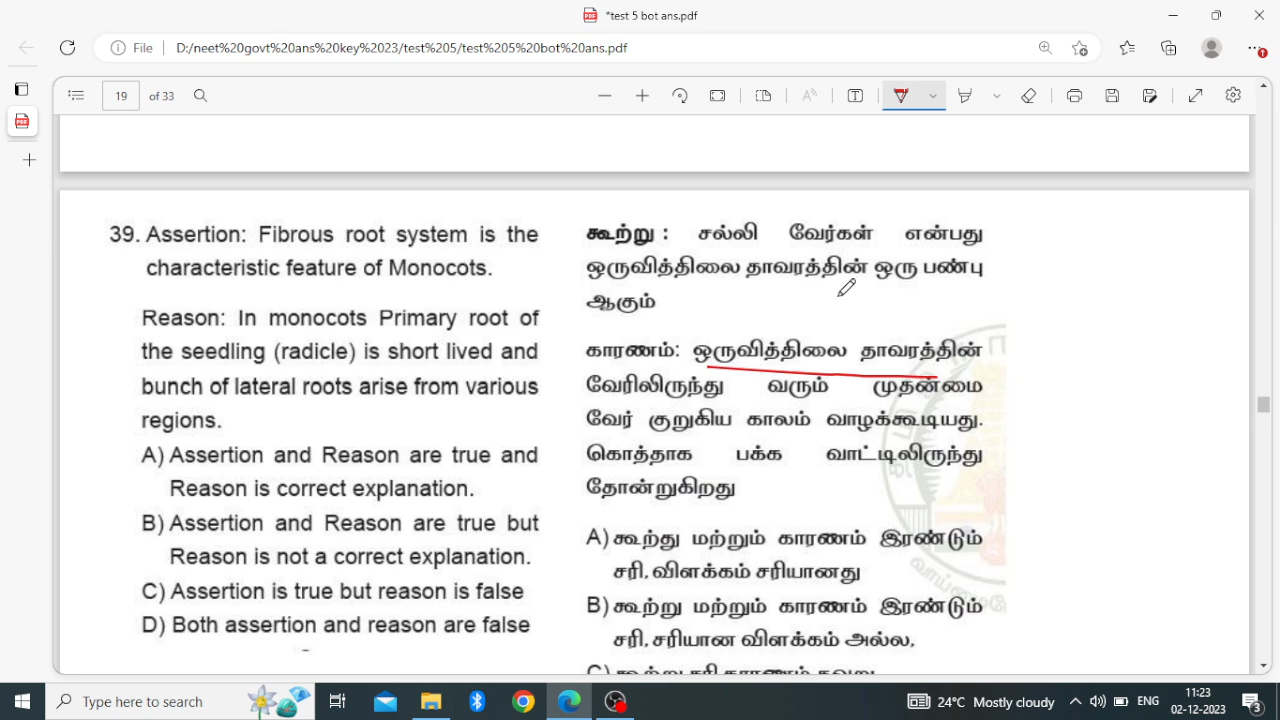 *test 5 bot ans.pdf
File
D:/neet%20govt%20ans%20key%2023/test%205/test%205%20bot%20ans.pdf
19
of 33
39. Assertion: Fibrous root system is the
characteristic feature of Monocots.
Reason: In monocots Primary root of
the seedling (radicle) is short lived and
bunch of lateral roots arise from various
regions.
A) Assertion and Reason are true and
Reason is correct explanation.
B) Assertion and Reason are true but
Reason is not a correct explanation.
C) Assertion is true but reason is false
D) Both assertion and reason are false
கூற்று : சல்லி வேர்கள் என்பது
ஒருவித்திலை தாவரத்தின் ஒரு பண்பு
ஆகும்
காரணம்: ஒருவித்திலை தாவரத்தின்
வேரிலிருந்து வரும் முதன்மை
வேர் குறுகிய காலம் வாழக்கூடியது.
கொத்தாக பக்க வாட்டிலிருந்து
தோன்றுகிறது
A) கூற்து மற்றும் காரணம் இரண்டும்
சரி, விளக்கம் சரியானது
B) கூற்று மற்றும் காரணம் இரண்டும்
சரி, சரியான விளக்கம் அல்ல,
C) கூற்று சரி காரணம் தவறு
Type here to search
24°C Mostly cloudy
ENG
11:23
02-12-2023
3